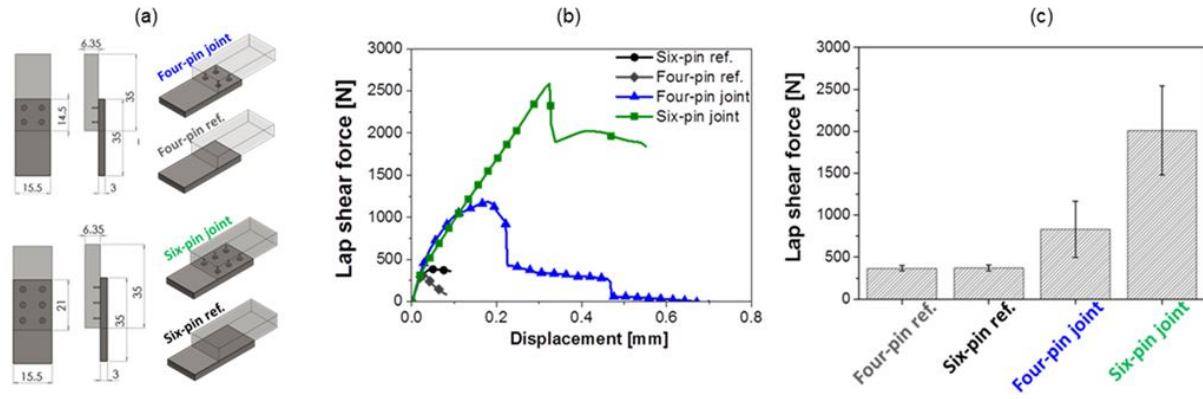 (a)
6.35
35
14.5
35
15.5
3
Four-pin joint
Four-pin ref.
6.35
35
21
35
15.5
3
Six-pin joint
Six-pin ref.
(b)
Lap shear force [N]
3000
2500
2000
1500
1000
500
0
0.0
0.2
0.4
0.6
0.8
Displacement [mm]
Six-pin ref.
Four-pin ref.
Four-pin joint
Six-pin joint
(c)
Lap shear force [N]
3000
2500
2000
1500
1000
500
0
Four-pin ref.
Six-pin ref.
Four-pin joint
Six-pin joint